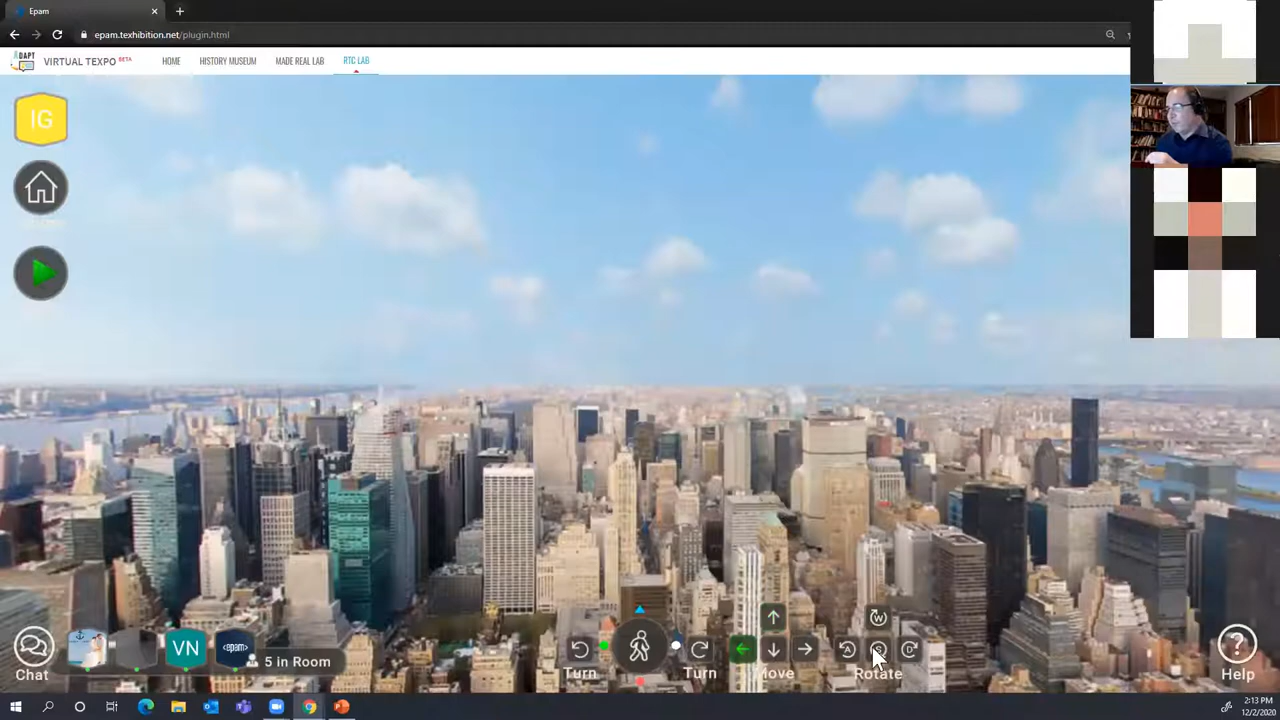 Epam
epam.texhibition.net/plugin.html
DAPT
VIRTUAL TEXPO BETA
HOME
HISTORY MUSEUM
MADE REAL LAB
RTC LAB
IG
VN
<epam>
5 in Room
Chat
Turn
Turn
Move
W
A
S
D
Rotate
?
Help
2:13 PM
12/2/2020